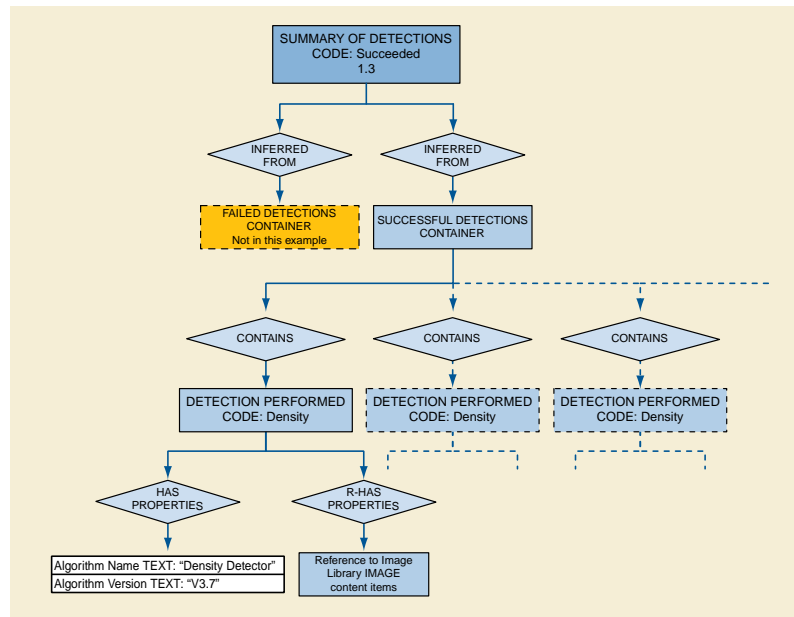 SUMMARY OF DETECTIONS
CODE: Succeeded
1.3
INFERRED
FROM
INFERRED
FROM
FAILED DETECTIONS
CONTAINER
Not in this example
SUCCESSFUL DETECTIONS
CONTAINER
CONTAINS
CONTAINS
CONTAINS
DETECTION PERFORMED
CODE: Density
DETECTION PERFORMED
CODE: Density
DETECTION PERFORMED
CODE: Density
HAS
PROPERTIES
R-HAS
PROPERTIES
Algorithm Name TEXT: “Density Detector”
Algorithm Version TEXT: “V3.7”
Reference to Image
Library IMAGE
content items